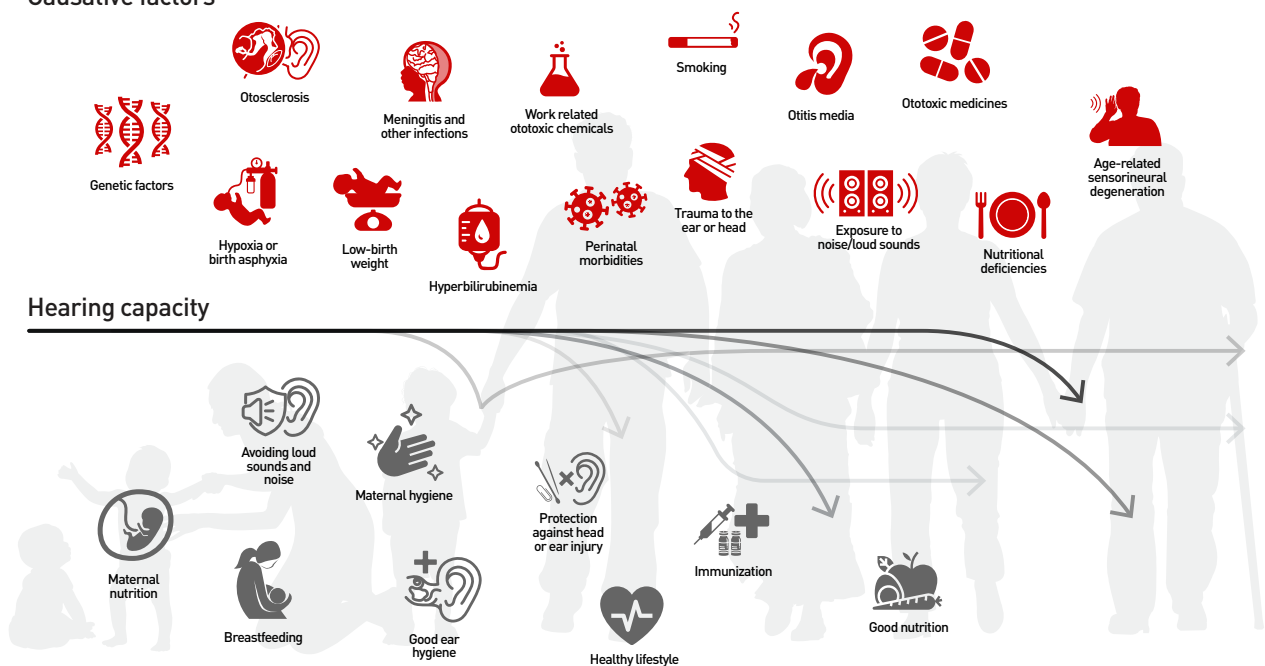 Causative factors
Otosclerosis
Meningitis and
other infections
Work related
ototoxic chemicals
Smoking
Otitis media
Ototoxic medicines
Age-related
sensorineural
degeneration
Genetic factors
Hypoxia or
birth asphyxia
Low-birth
weight
Hyperbilirubinemia
Perinatal
morbidities
Trauma to the
ear or head
Exposure to
noise/loud sounds
Nutritional
deficiencies
Hearing capacity
Avoiding loud
sounds and
noise
Maternal hygiene
Protection
against head
or ear injury
Immunization
Maternal
nutrition
Breastfeeding
Good ear
hygiene
Healthy lifestyle
Good nutrition